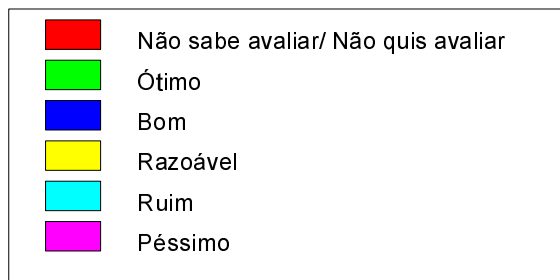 Não sabe avaliar/ Não quis avaliar
Ótimo
Bom
Razoável
Ruim
Péssimo